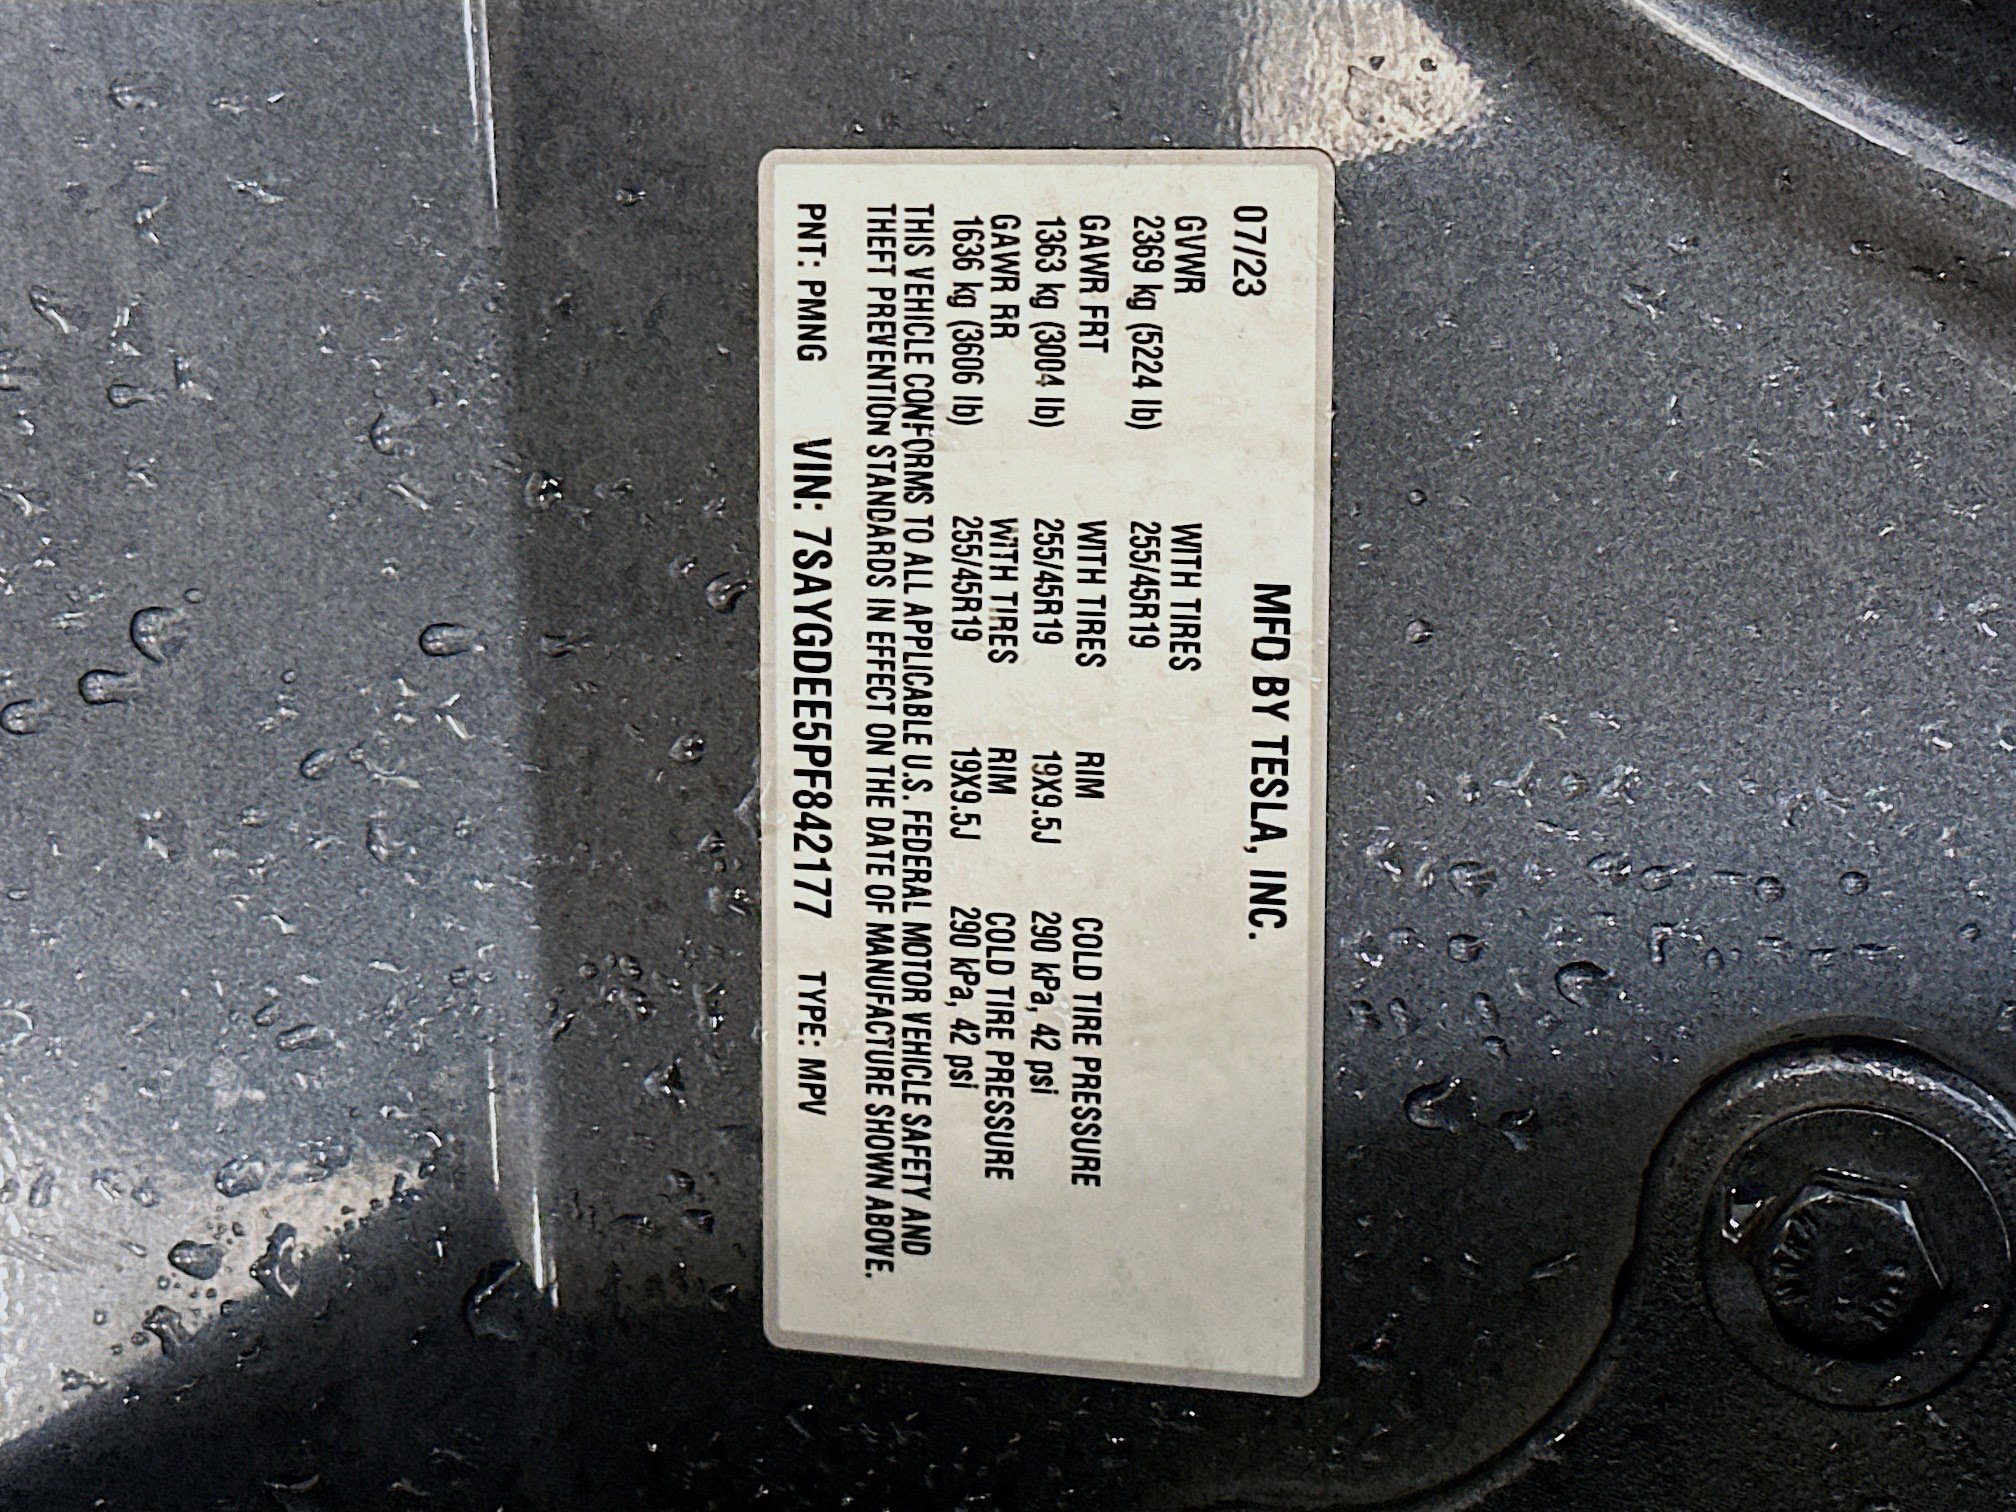 MFD BY TESLA, INC.
07/23
GVWR WITH TIRES
2369 kg (5224 lb) 255/45R19
GAWR FRT WITH TIRES RIM COLD TIRE PRESSURE
1363 kg (3004 lb) 255/45R19 19X9.5J 290 kPa, 42 psi
GAWR RR WITH TIRES RIM COLD TIRE PRESSURE
1636 kg (3606 lb) 255/45R19 19X9.5J 290 kPa, 42 psi
THIS VEHICLE CONFORMS TO ALL APPLICABLE U.S. FEDERAL MOTOR VEHICLE SAFETY AND
THEFT PREVENTION STANDARDS IN EFFECT ON THE DATE OF MANUFACTURE SHOWN ABOVE.
PNT: PMNG VIN: 7SAYGDEE5PF842177 TYPE: MPV